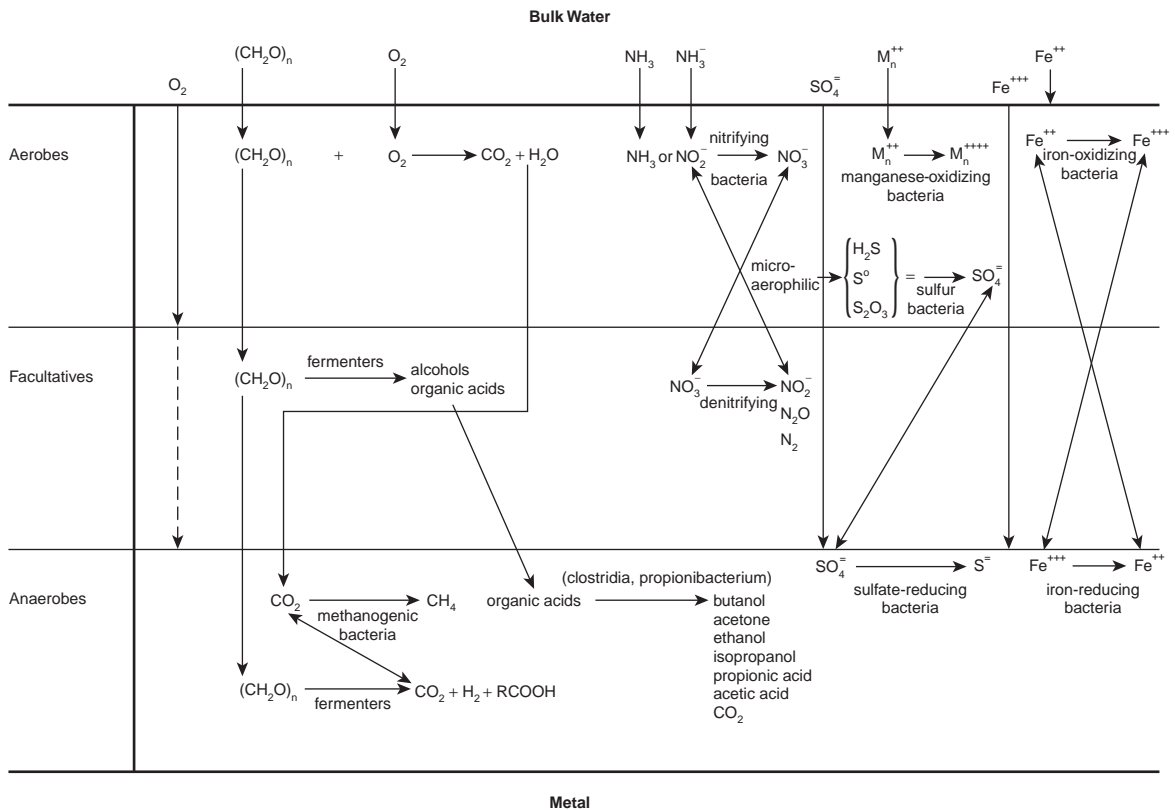 Bulk Water
O₂
(CH₂O)ₙ
O₂
NH₃ NH₃⁻
SO₄⁼
Mₙ⁺⁺
Fe⁺⁺⁺
Fe⁺⁺
Aerobes
(CH₂O)ₙ + O₂ CO₂ + H₂O
NH₃ or NO₂⁻ nitrifying NO₃⁻
bacteria
Mₙ⁺⁺ Mₙ⁺⁺⁺⁺
manganese-oxidizing
bacteria
Fe⁺⁺ Fe⁺⁺⁺
iron-oxidizing
bacteria
micro-
aerophilic
H₂S
S⁰
S₂O₃
= SO₄⁼
sulfur
bacteria
Facultatives
(CH₂O)ₙ fermenters alcohols
organic acids
NO₃⁻ NO₂⁻
denitrifying
N₂O
N₂
Anaerobes
CO₂ CH₄
methanogenic
bacteria
organic acids (clostridia, propionibacterium)
butanol
acetone
ethanol
isopropanol
propionic acid
acetic acid
CO₂
SO₄⁼ S⁼
sulfate-reducing
bacteria
Fe⁺⁺⁺ Fe⁺⁺
iron-reducing
bacteria
(CH₂O)ₙ CO₂ + H₂ + RCOOH
fermenters
Metal